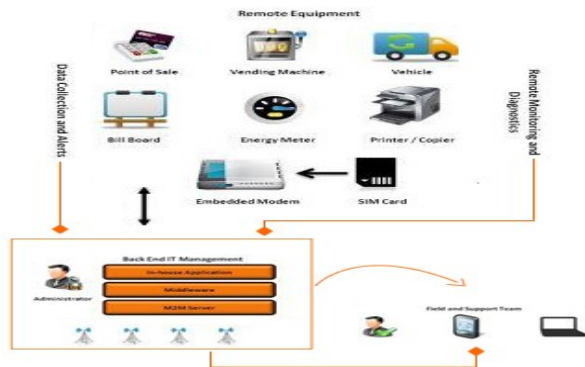 Remote Equipment
Point of Sale
Vending Machine
Vehicle
Bill Board
Energy Meter
Printer / Copier
Embedded Modem
SIM Card
Data Collection and Alerts
Remote Monitoring and
Diagnostics
Back End IT Management
In-house Application
Middleware
M2M Server
Administrator
Field and Support Team